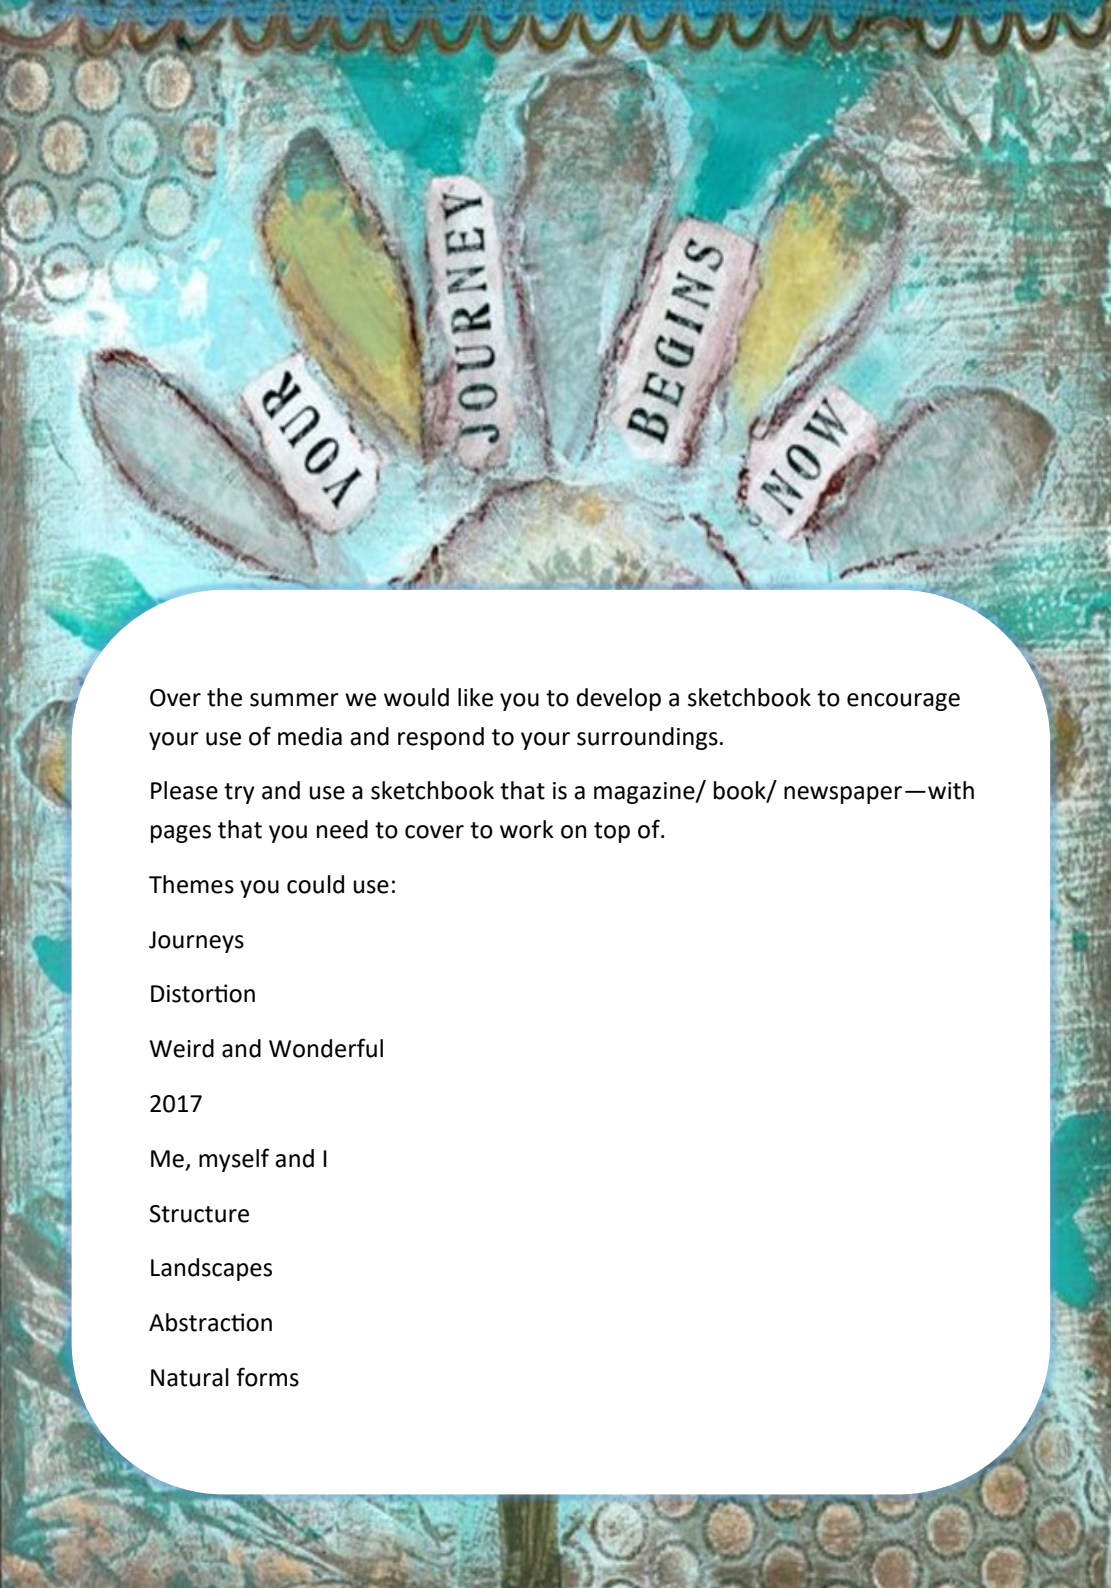 YOUR
JOURNEY
BEGINS
NOW
Over the summer we would like you to develop a sketchbook to encourage
your use of media and respond to your surroundings.
Please try and use a sketchbook that is a magazine/ book/ newspaper—with
pages that you need to cover to work on top of.
Themes you could use:
Journeys
Distortion
Weird and Wonderful
2017
Me, myself and I
Structure
Landscapes
Abstraction
Natural forms